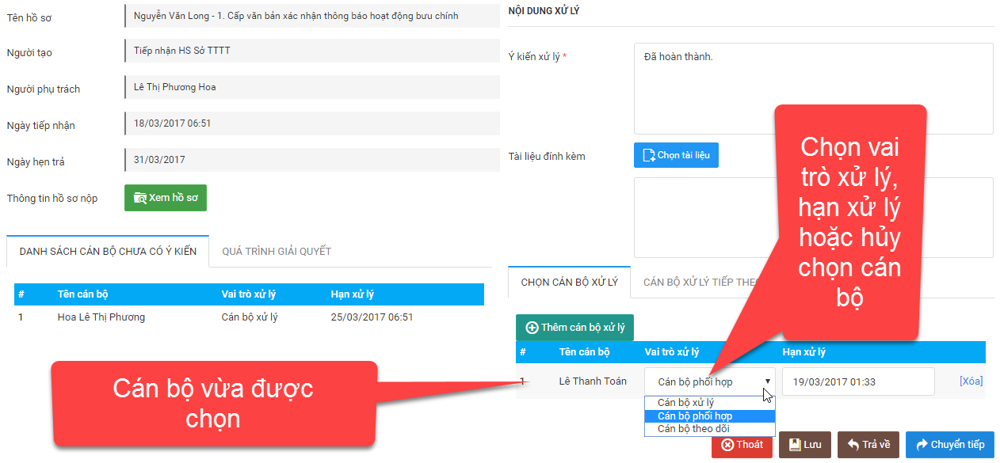 Tên hồ sơ
Nguyễn Văn Long - 1. Cấp văn bản xác nhận thông báo hoạt động bưu chính
Người tạo
Tiếp nhận HS Sở TTTT
Người phụ trách
Lê Thị Phương Hoa
Ngày tiếp nhận
18/03/2017 06:51
Ngày hẹn trả
31/03/2017
Thông tin hồ sơ nộp
Xem hồ sơ
DANH SÁCH CÁN BỘ CHƯA CÓ Ý KIẾN
QUÁ TRÌNH GIẢI QUYẾT
# Tên cán bộ Vai trò xử lý Hạn xử lý
1 Hoa Lê Thị Phương Cán bộ xử lý 25/03/2017 06:51
Cán bộ vừa được
chọn
NỘI DUNG XỬ LÝ
Ý kiến xử lý *
Đã hoàn thành.
Tài liệu đính kèm
Chọn tài liệu
Chọn vai
trò xử lý,
hạn xử lý
hoặc hủy
chọn cán
bộ
CHỌN CÁN BỘ XỬ LÝ
CÁN BỘ XỬ LÝ TIẾP THEO
Thêm cán bộ xử lý
# Tên cán bộ Vai trò xử lý Hạn xử lý
1 Lê Thanh Toán Cán bộ phối hợp 19/03/2017 01:33 [Xóa]
Cán bộ xử lý
Cán bộ phối hợp
Cán bộ theo dõi
Thoát
Lưu
Trả về
Chuyển tiếp